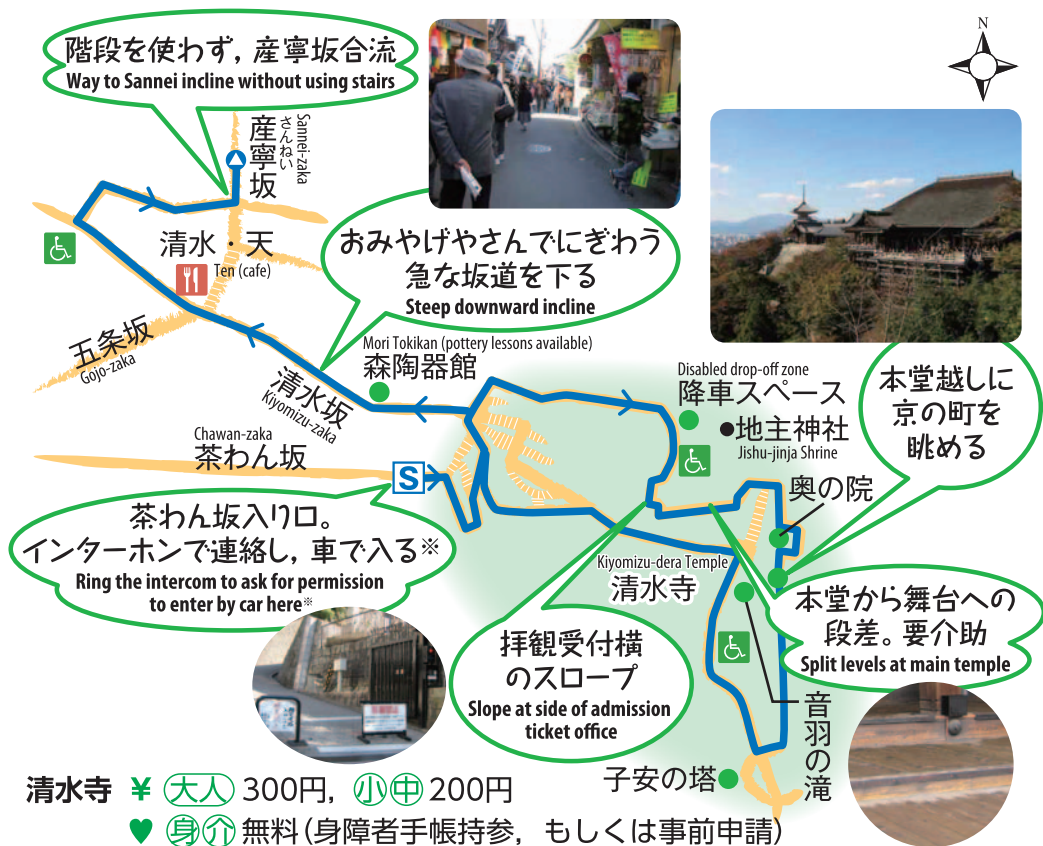 階段を使わず，産寧坂合流
Way to Sannei incline without using stairs
N
産寧坂
さんねい
Sannei-zaka
清水・天
Ten (cafe)
おみやげやさんでにぎわう
急な坂道を下る
Steep downward incline
五条坂
Gojo-zaka
清水坂
Kiyomizu-zaka
Mori Tokikan (pottery lessons available)
森陶器館
Disabled drop-off zone
降車スペース
地主神社
Jishu-jinja Shrine
本堂越しに
京の町を
眺める
Chawan-zaka
茶わん坂
S
奥の院
茶わん坂入り口。
インターホンで連絡し，車で入る※
Ring the intercom to ask for permission
to enter by car here※
Kiyomizu-dera Temple
清水寺
本堂から舞台への
段差。要介助
Split levels at main temple
拝観受付横
のスロープ
Slope at side of admission
ticket office
音羽の滝
子安の塔
清水寺 ¥ 大人 300円，小中 200円
♥ 身介 無料（身障者手帳持参，もしくは事前申請）